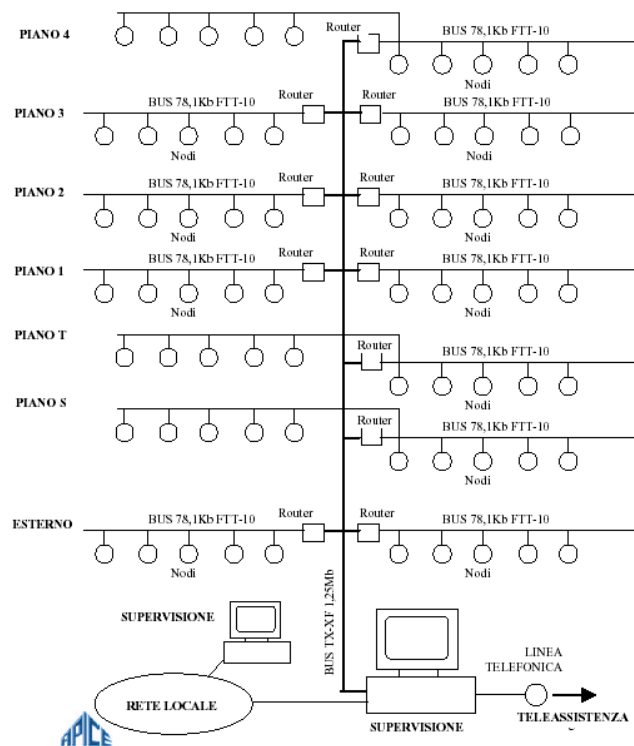 PIANO 4
Router
BUS 78,1Kb FTT-10
Nodi
PIANO 3
BUS 78,1Kb FTT-10
Router
Router
BUS 78,1Kb FTT-10
Nodi
Nodi
PIANO 2
BUS 78,1Kb FTT-10
Router
Router
BUS 78,1Kb FTT-10
Nodi
Nodi
PIANO 1
BUS 78,1Kb FTT-10
Router
Router
BUS 78,1Kb FTT-10
Nodi
Nodi
PIANO T
Router
BUS 78,1Kb FTT-10
Nodi
PIANO S
Router
BUS 78,1Kb FTT-10
Nodi
ESTERNO
BUS 78,1Kb FTT-10
Router
Router
BUS 78,1Kb FTT-10
Nodi
Nodi
BUS TX-XF 1,25Mb
SUPERVISIONE
RETE LOCALE
SUPERVISIONE
LINEA
TELEFONICA
TELEASSISTENZA
APICE